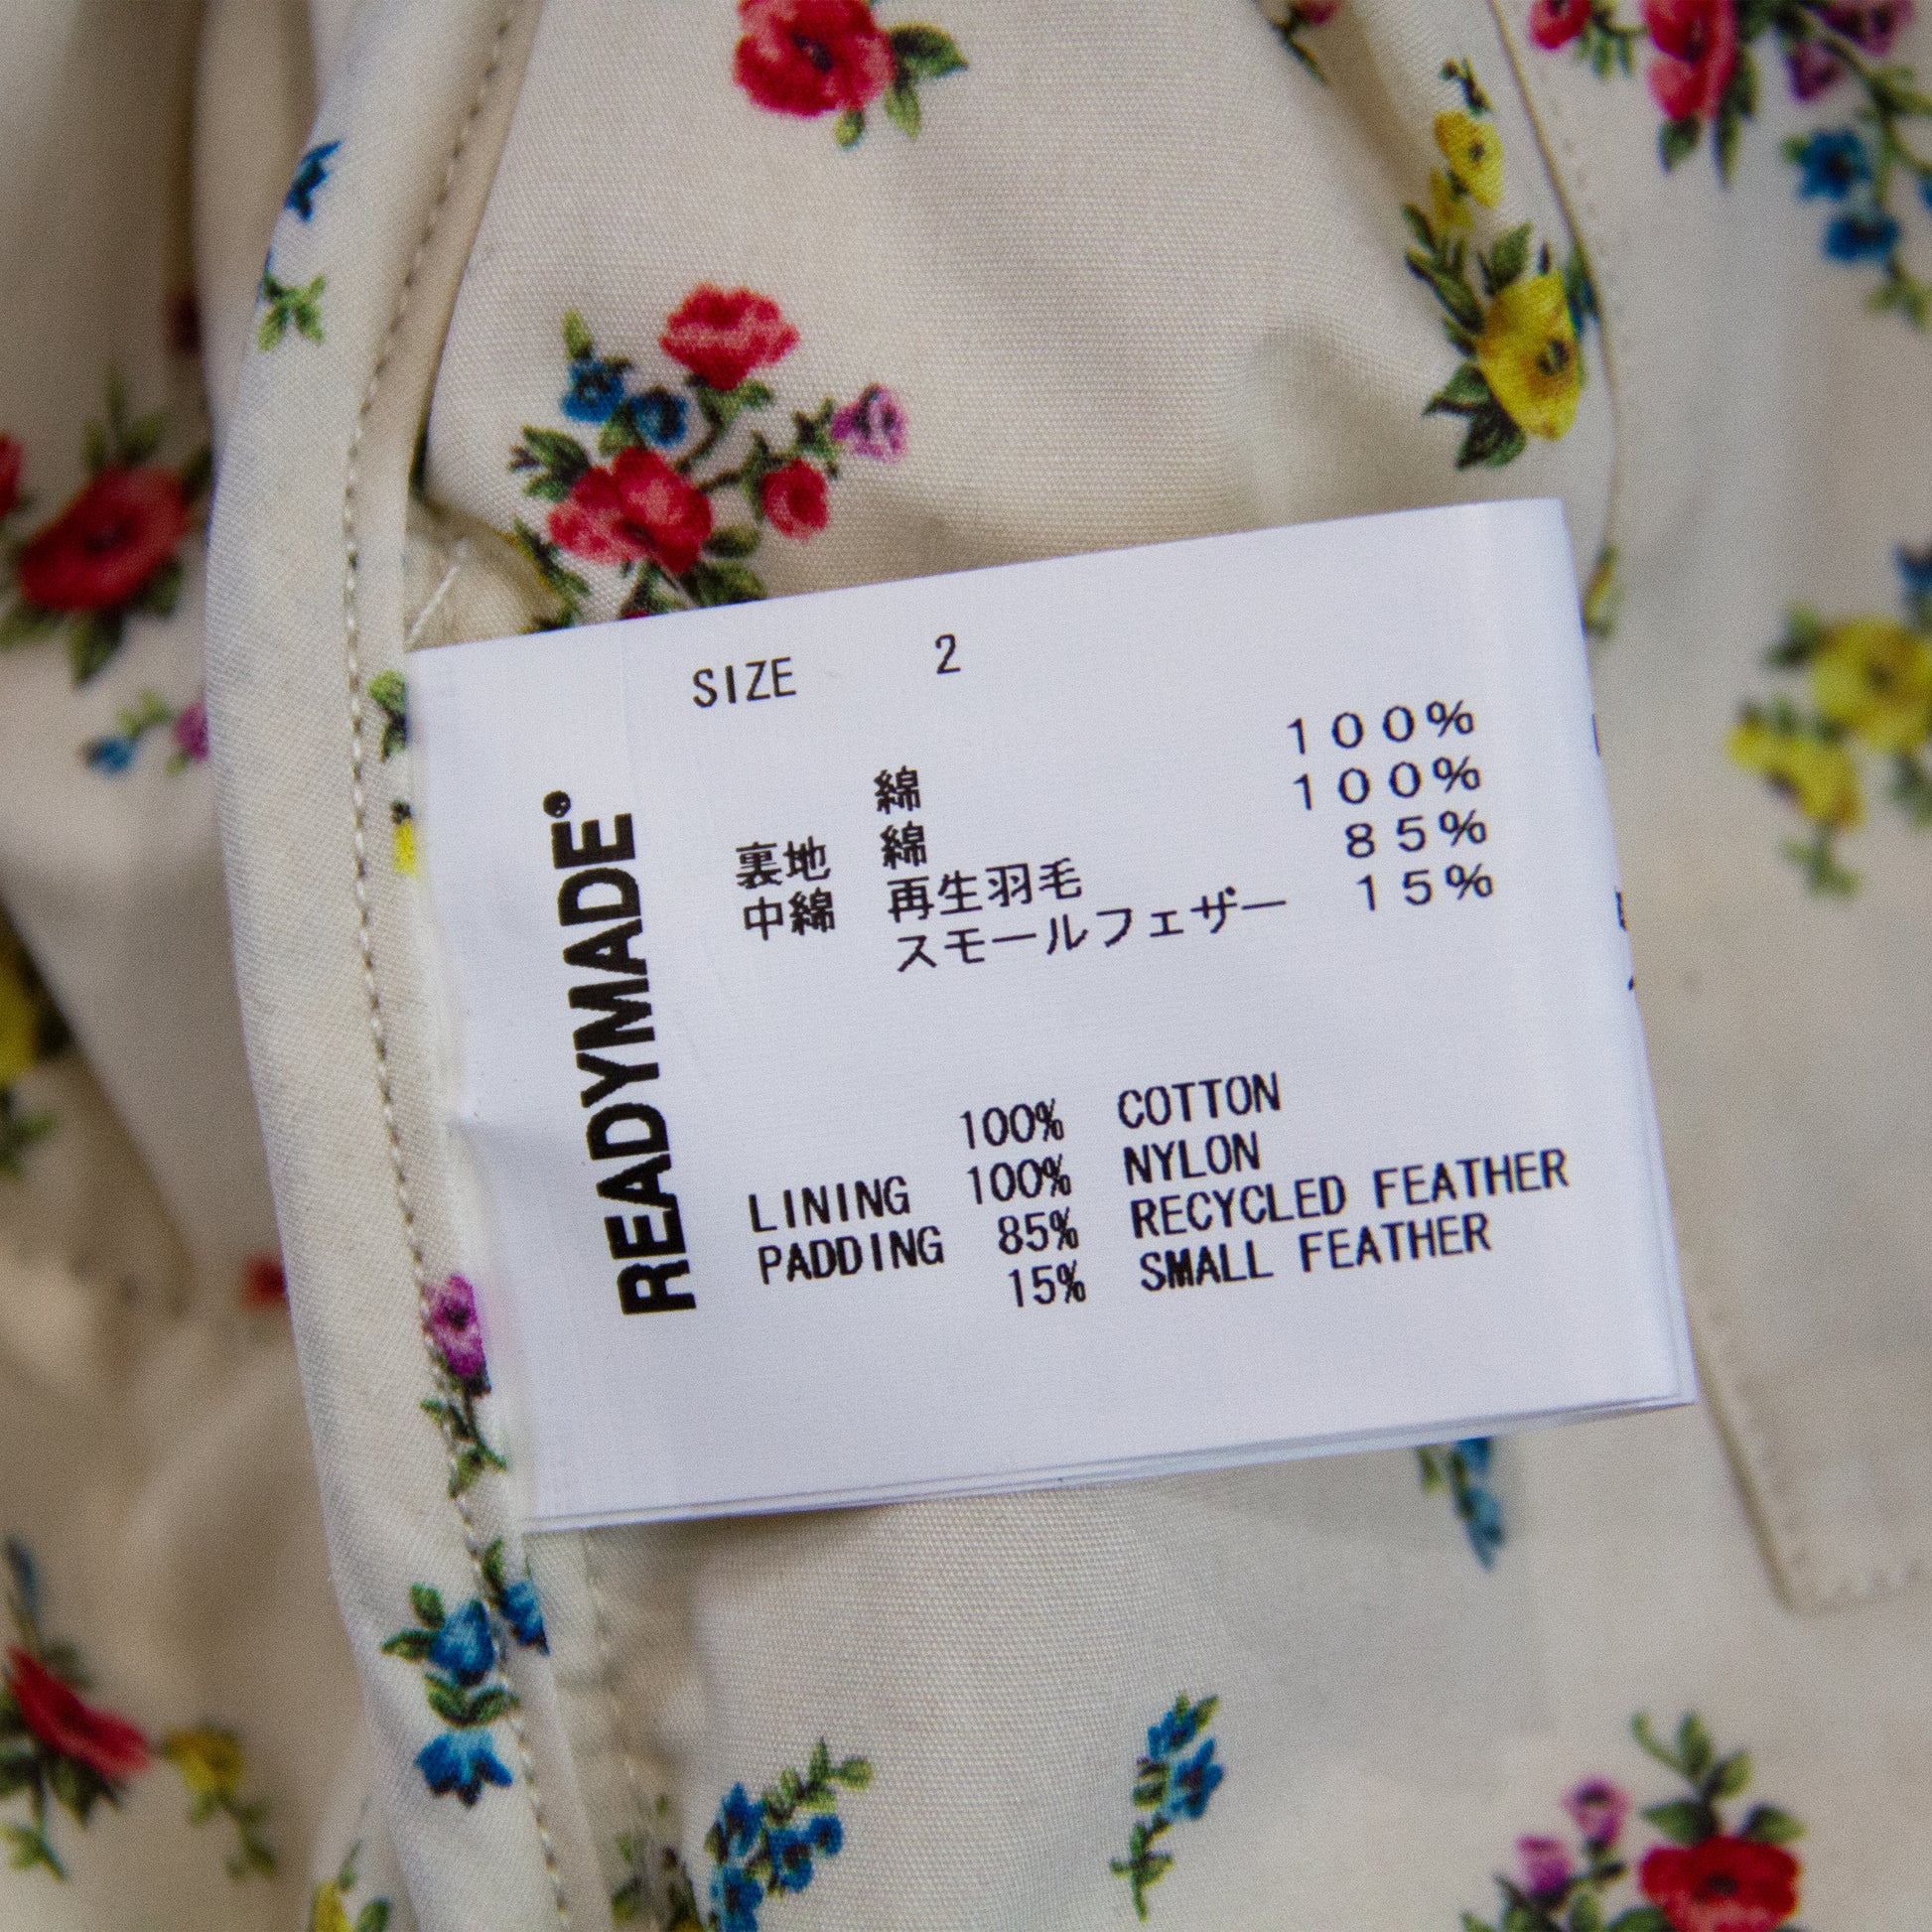 READYMADE
SIZE 2
綿 100%
裏地 綿 100%
中綿 再生羽毛 85%
スモールフェザー 15%
100% COTTON
LINING 100% NYLON
PADDING 85% RECYCLED FEATHER
15% SMALL FEATHER